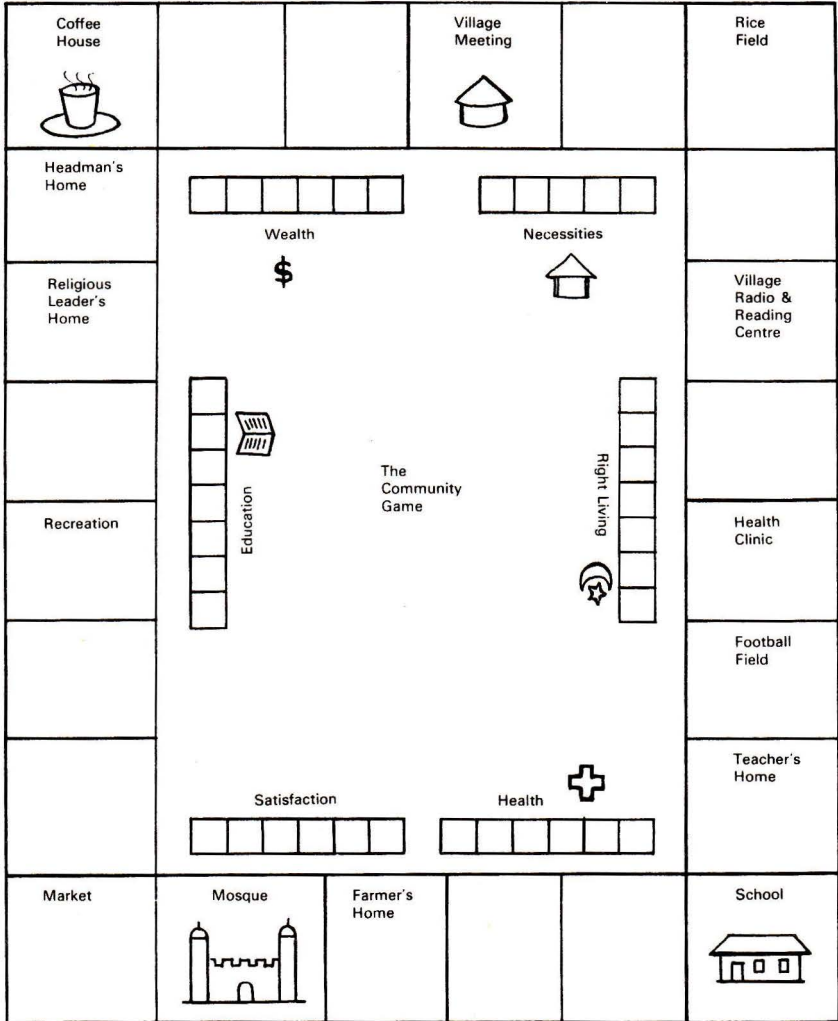 Coffee
House
Village
Meeting
Rice
Field
Headman's
Home
Wealth
$
Necessities
Religious
Leader's
Home
Village
Radio &
Reading
Centre
Education
The
Community
Game
Right Living
Recreation
Health
Clinic
Football
Field
Teacher's
Home
Satisfaction
Health
Market
Mosque
Farmer's
Home
School